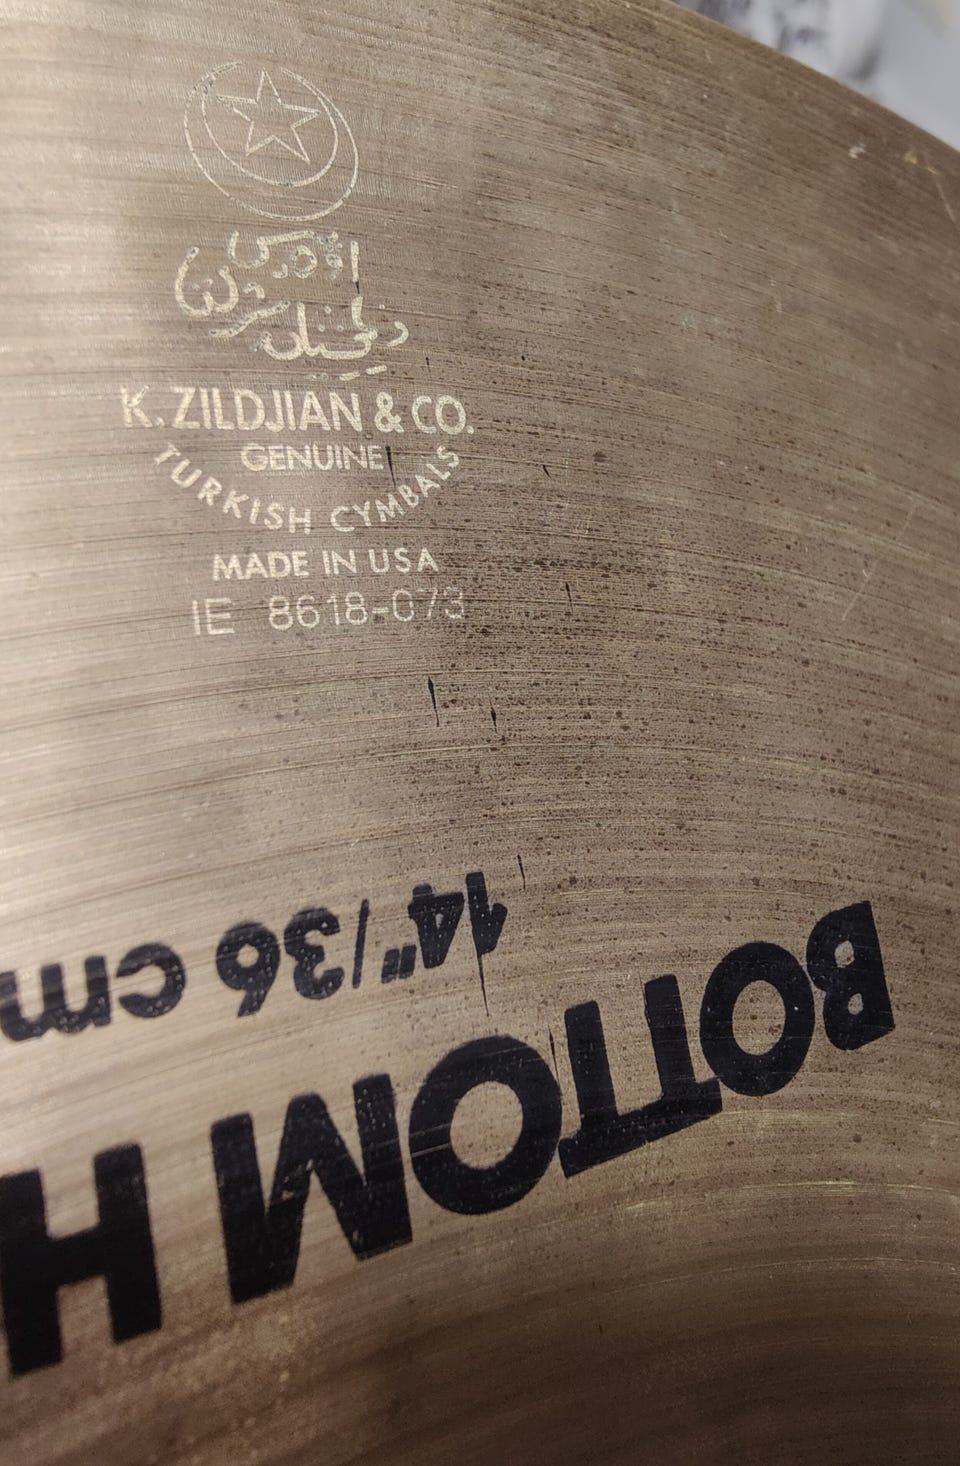 K. ZILDJIAN & CO.
GENUINE
TURKISH CYMBALS
MADE IN USA
IE 8618-073
BOTTOM H
14"/36 cm